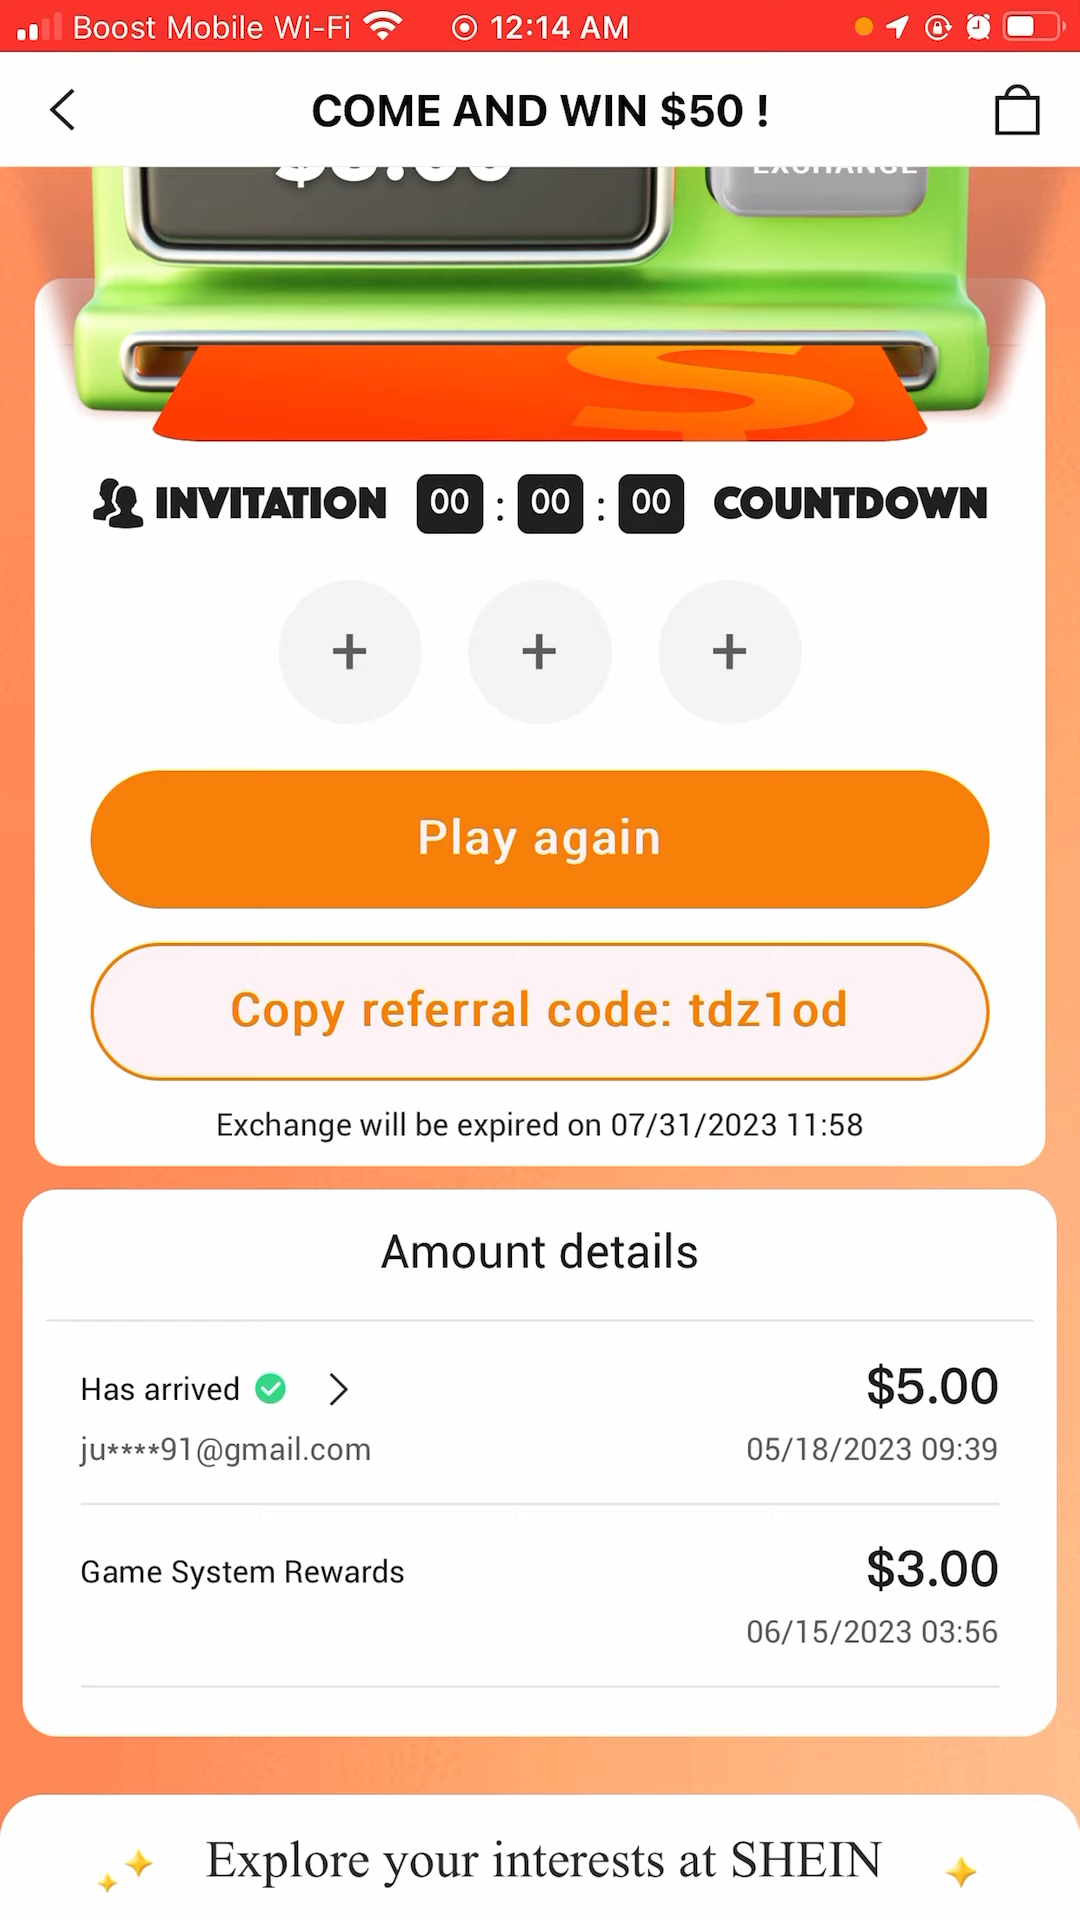 Boost Mobile Wi-Fi 12:14 AM
COME AND WIN $50 !
EXCHANGE
INVITATION 00 : 00 : 00 COUNTDOWN
+ + +
Play again
Copy referral code: tdz1od
Exchange will be expired on 07/31/2023 11:58
Amount details
Has arrived $5.00
ju****91@gmail.com 05/18/2023 09:39
Game System Rewards $3.00
06/15/2023 03:56
Explore your interests at SHEIN